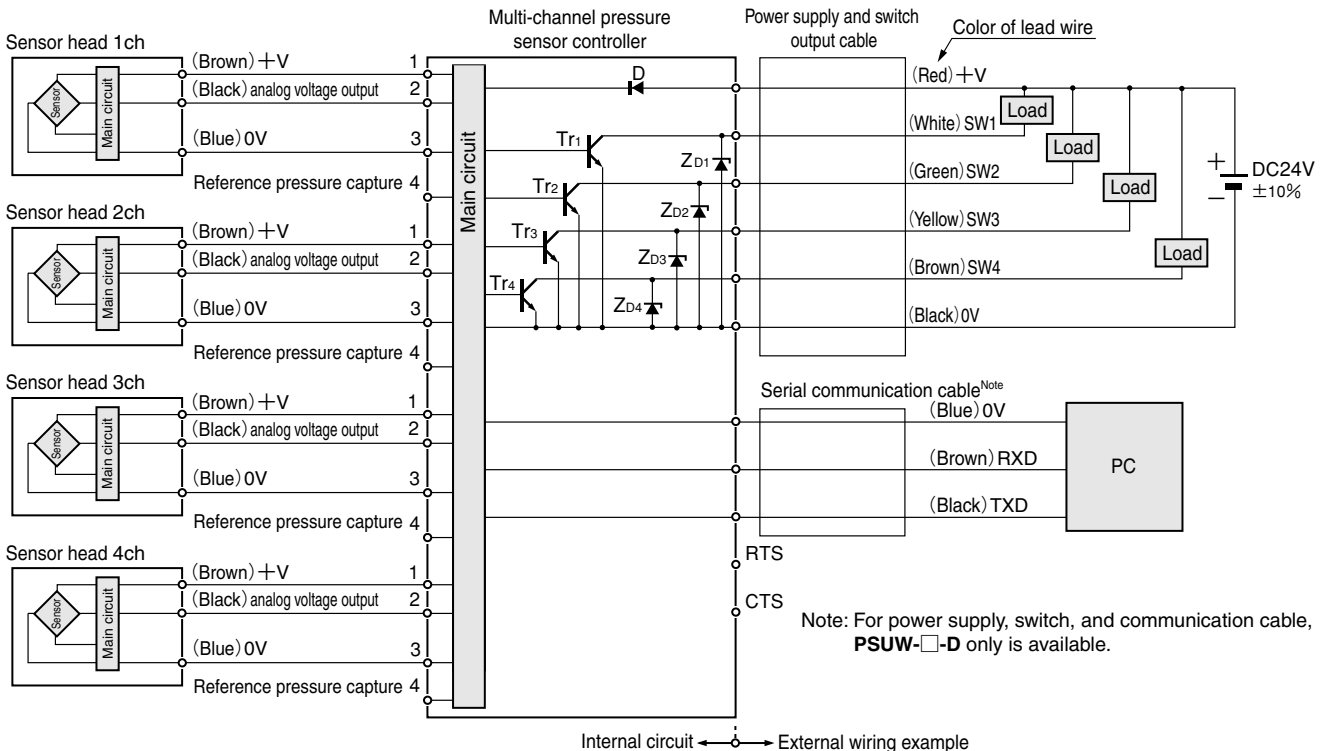 Multi-channel pressure
sensor controller
Power supply and switch
output cable
Color of lead wire
Sensor head 1ch
Sensor
Main circuit
(Brown)+V
(Black)analog voltage output
(Blue)0V
Reference pressure capture
1
2
3
4
Sensor head 2ch
Sensor
Main circuit
(Brown)+V
(Black)analog voltage output
(Blue)0V
Reference pressure capture
1
2
3
4
Sensor head 3ch
Sensor
Main circuit
(Brown)+V
(Black)analog voltage output
(Blue)0V
Reference pressure capture
1
2
3
4
Sensor head 4ch
Sensor
Main circuit
(Brown)+V
(Black)analog voltage output
(Blue)0V
Reference pressure capture
1
2
3
4
Main circuit
D
Tr1
Tr2
Tr3
Tr4
ZD1
ZD2
ZD3
ZD4
(Red)+V
(White)SW1
(Green)SW2
(Yellow)SW3
(Brown)SW4
(Black)0V
Load
Load
Load
Load
+
−
DC24V
±10%
Serial communication cableNote
(Blue)0V
(Brown)RXD
(Black)TXD
PC
RTS
CTS
Note: For power supply, switch, and communication cable,
PSUW-□-D only is available.
Internal circuit
External wiring example